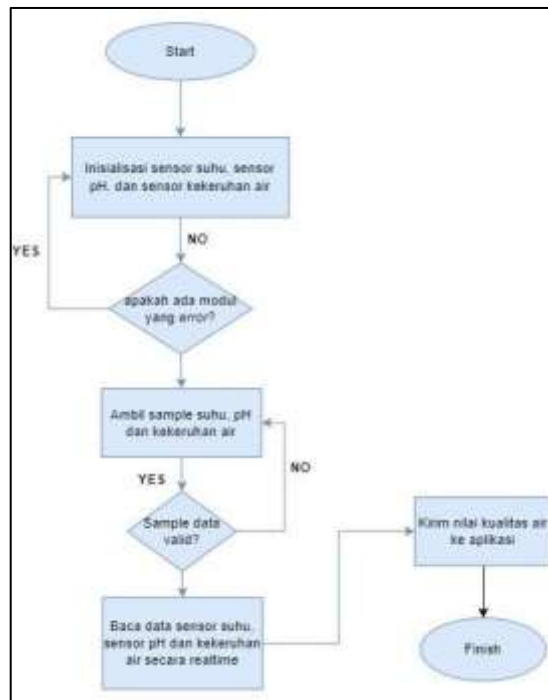 Start
Inisialisasi sensor suhu, sensor
pH, dan sensor kekeruhan air
YES
NO
apakah ada modul
yang error?
Ambil sample suhu, pH
dan kekeruhan air
YES
NO
Sample data
valid?
Baca data sensor suhu,
sensor pH dan kekeruhan
air secara realtime
Kirim nilai kualitas air
ke aplikasi
Finish